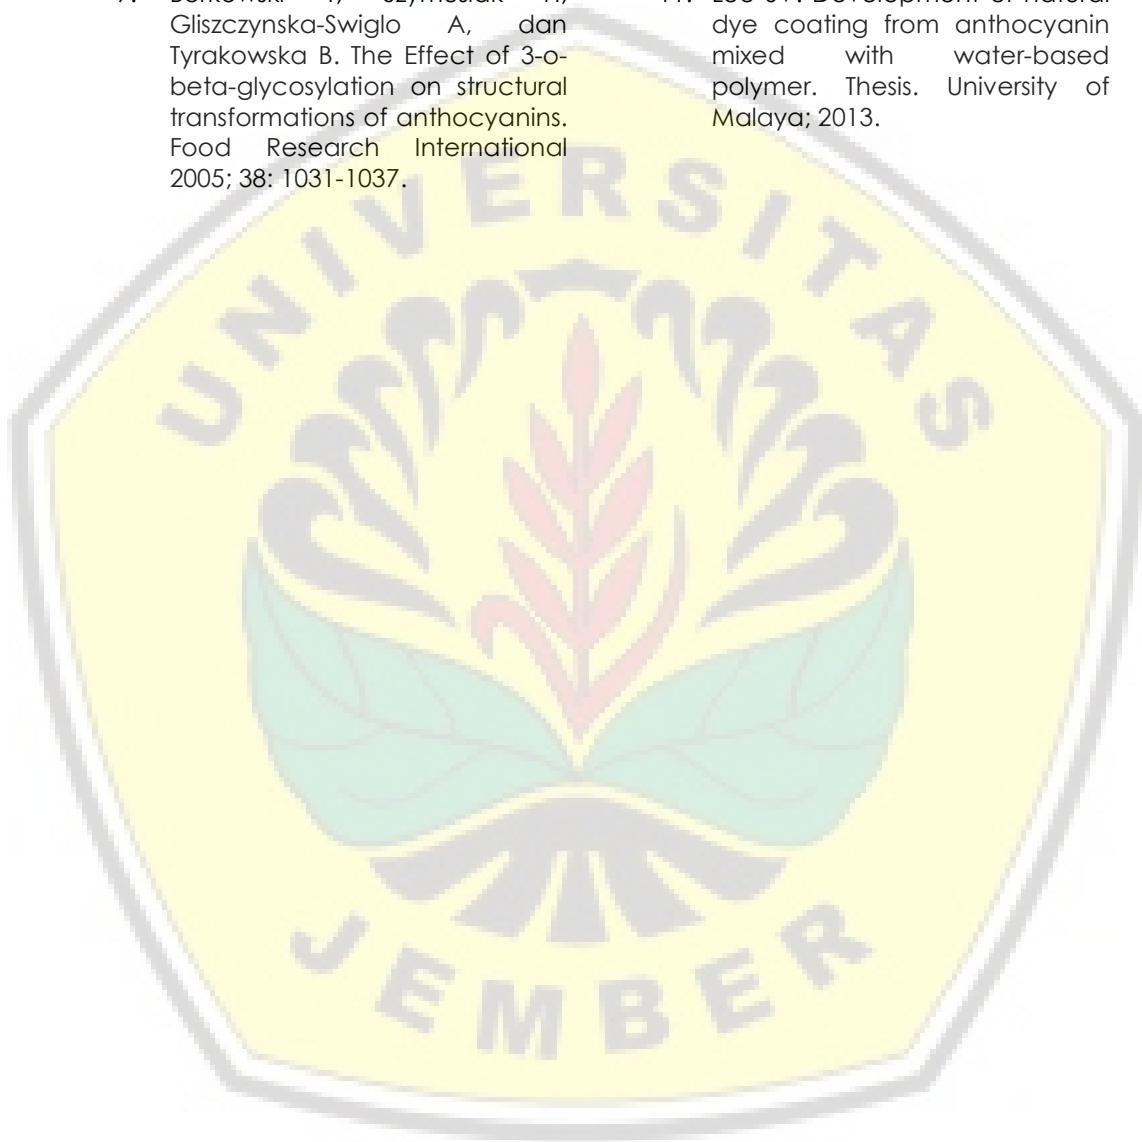 Gliszczynska-Swiglo A, dan
Tyrakowska B. The Effect of 3-o-
beta-glycosylation on structural
transformations of anthocyanins.
Food Research International
2005; 38: 1031-1037.
dye coating from anthocyanin
mixed with water-based
polymer. Thesis. University of
Malaya; 2013.
UNIVERSITAS
JEMBER